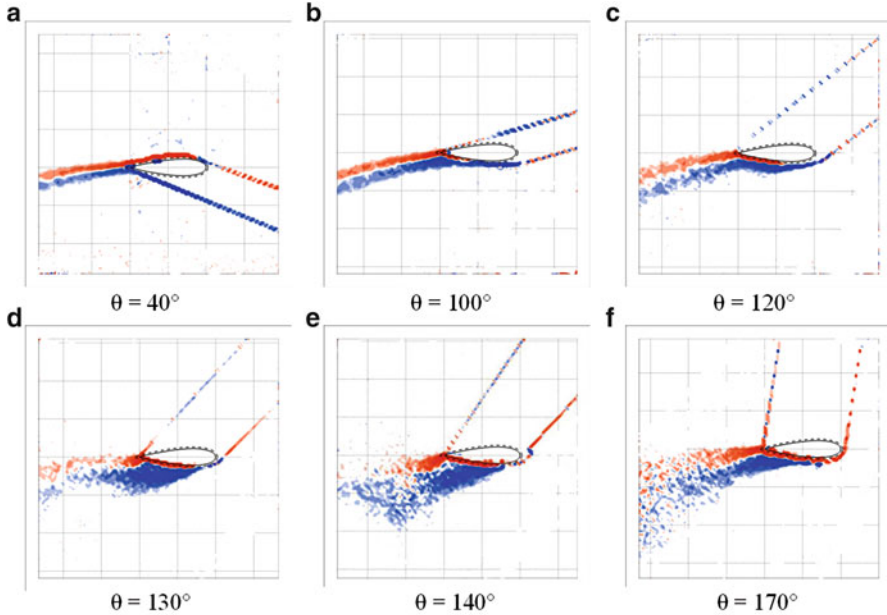 a
b
c
θ = 40°
θ = 100°
θ = 120°
d
e
f
θ = 130°
θ = 140°
θ = 170°